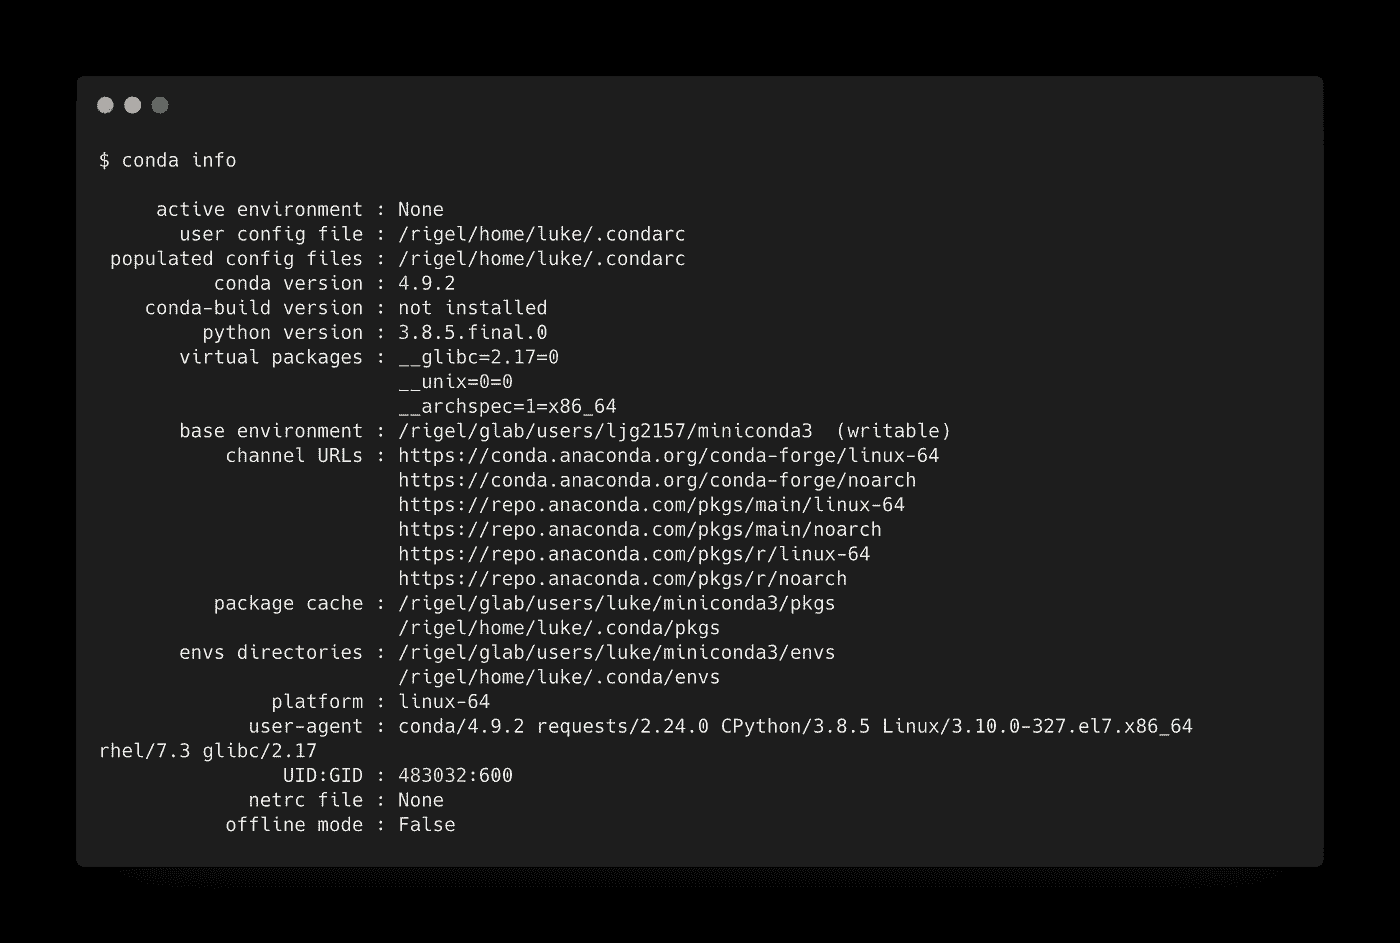 $ conda info
active environment : None
user config file : /rigel/home/luke/.condarc
populated config files : /rigel/home/luke/.condarc
conda version : 4.9.2
conda-build version : not installed
python version : 3.8.5.final.0
virtual packages : __glibc=2.17=0
__unix=0=0
__archspec=1=x86_64
base environment : /rigel/glab/users/ljg2157/miniconda3  (writable)
channel URLs : https://conda.anaconda.org/conda-forge/linux-64
https://conda.anaconda.org/conda-forge/noarch
https://repo.anaconda.com/pkgs/main/linux-64
https://repo.anaconda.com/pkgs/main/noarch
https://repo.anaconda.com/pkgs/r/linux-64
https://repo.anaconda.com/pkgs/r/noarch
package cache : /rigel/glab/users/luke/miniconda3/pkgs
/rigel/home/luke/.conda/pkgs
envs directories : /rigel/glab/users/luke/miniconda3/envs
/rigel/home/luke/.conda/envs
platform : linux-64
user-agent : conda/4.9.2 requests/2.24.0 CPython/3.8.5 Linux/3.10.0-327.el7.x86_64
rhel/7.3 glibc/2.17
UID:GID : 483032:600
netrc file : None
offline mode : False